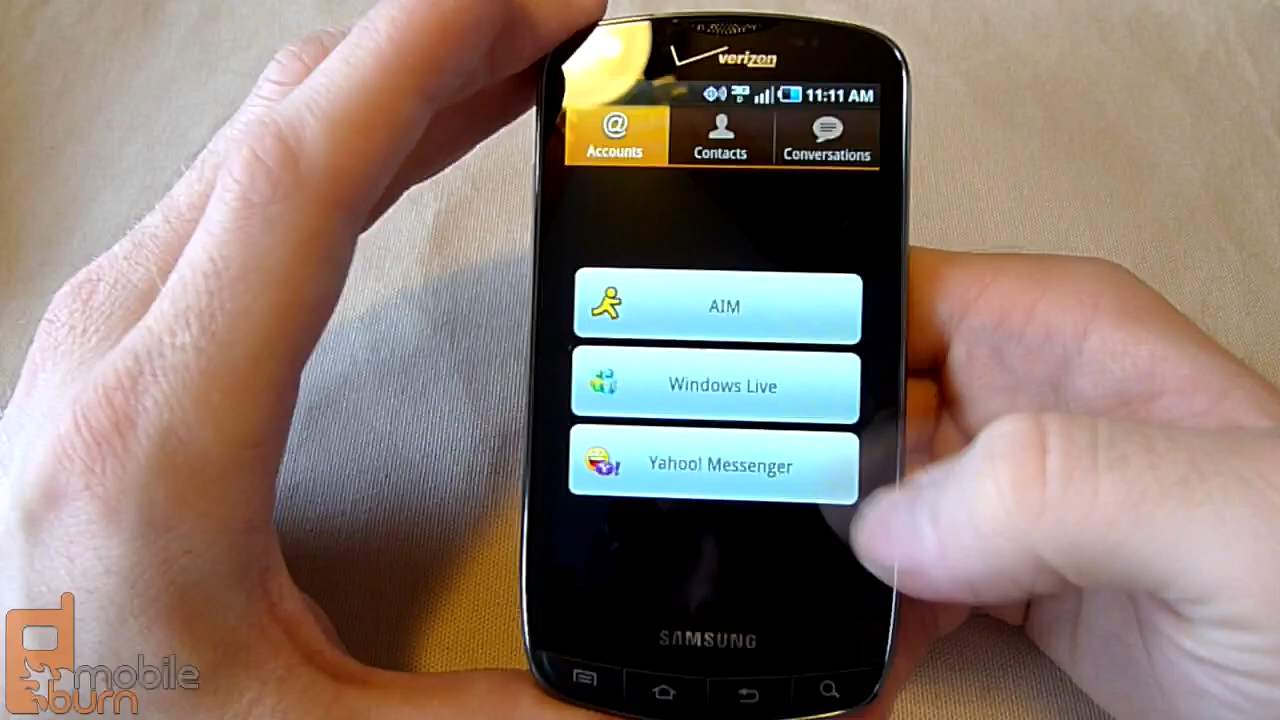 verizon
11:11 AM
@
Accounts
Contacts
Conversations
AIM
Windows Live
Yahoo! Messenger
SAMSUNG
mobile
burn